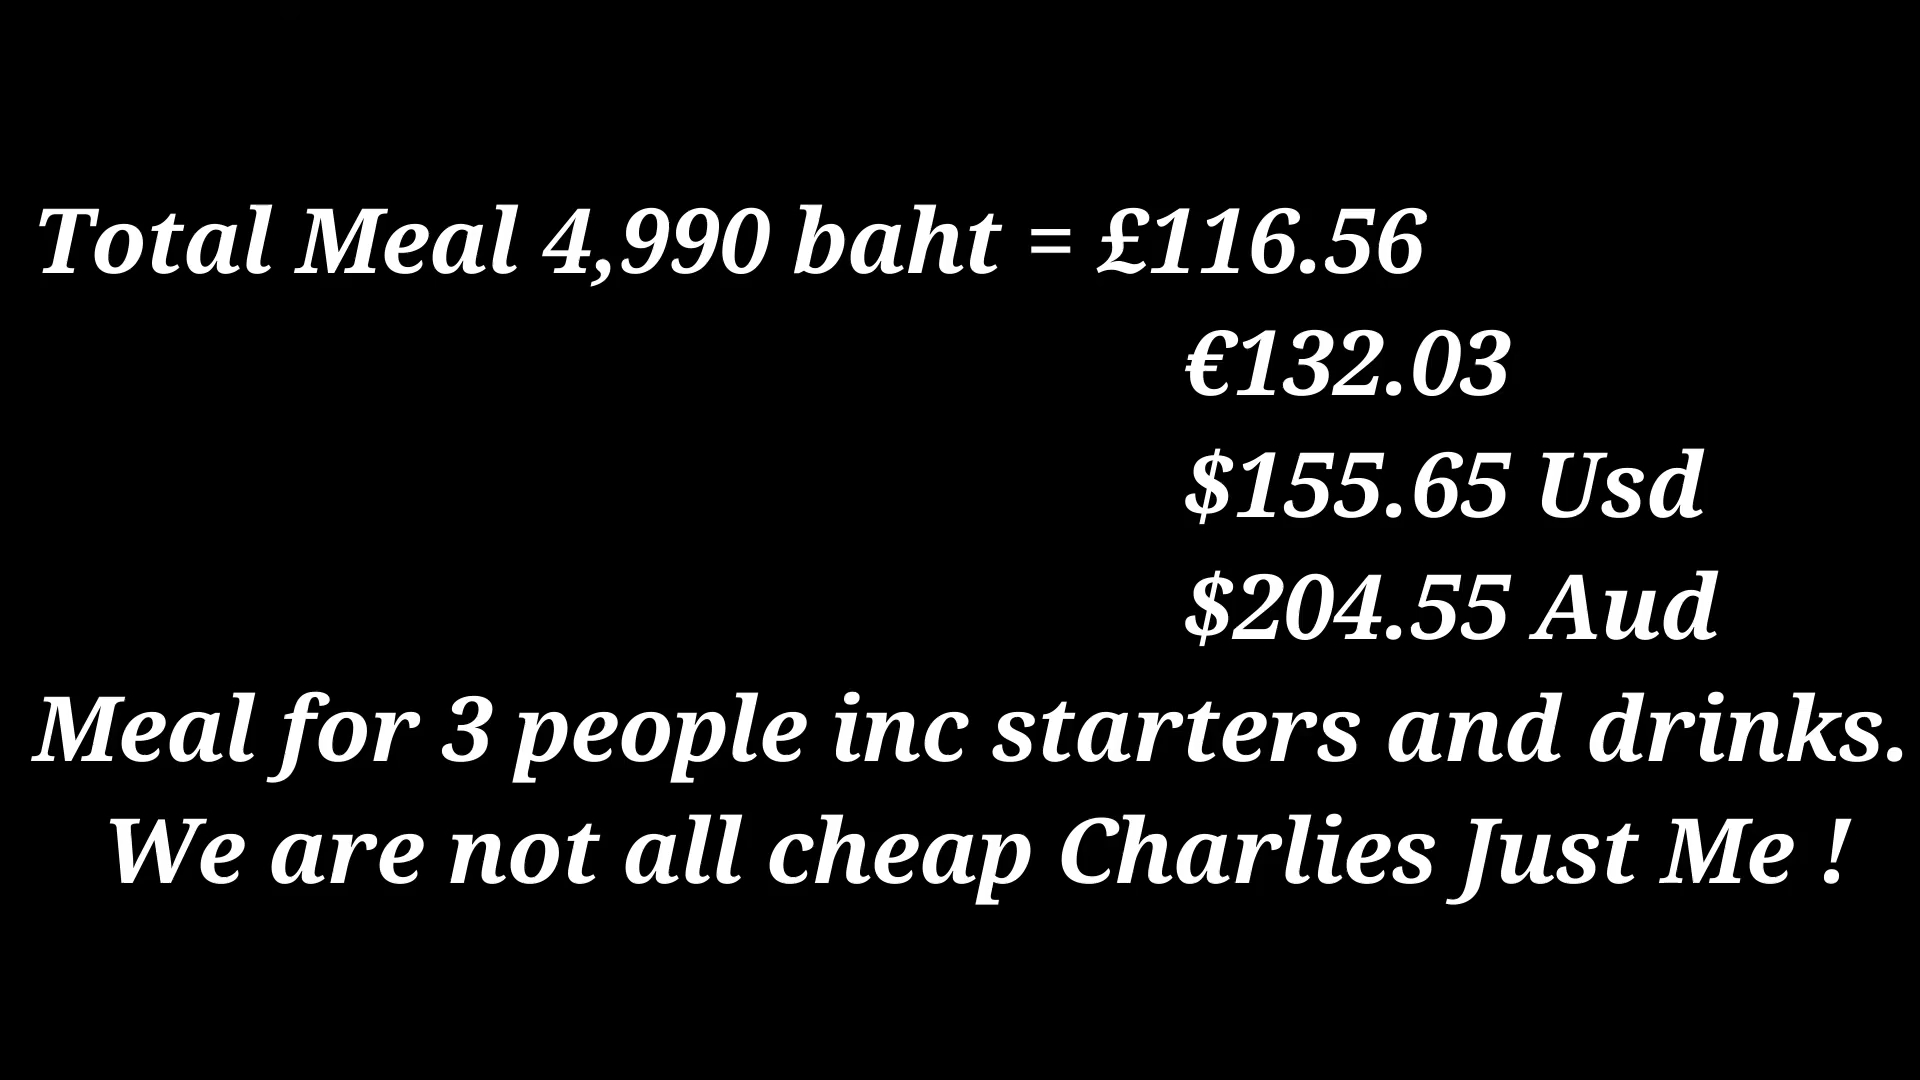 Total Meal 4,990 baht = £116.56
€132.03
$155.65 Usd
$204.55 Aud
Meal for 3 people inc starters and drinks.
We are not all cheap Charlies Just Me !